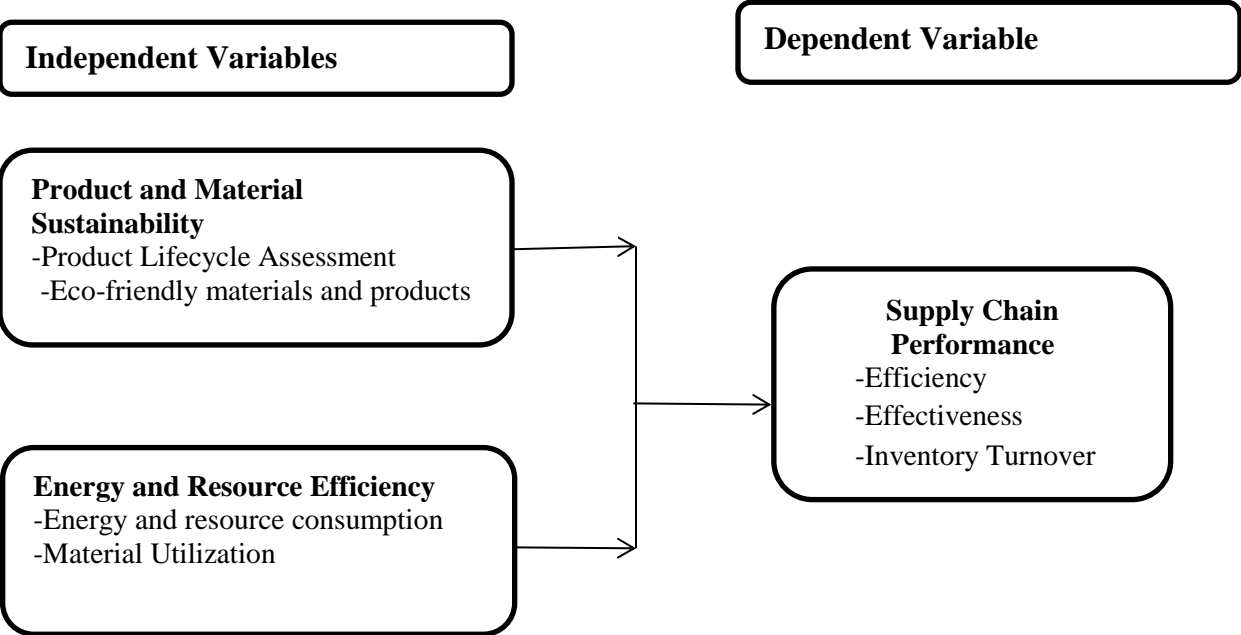 Independent Variables
Dependent Variable
Product and Material
Sustainability
-Product Lifecycle Assessment
-Eco-friendly materials and products
Supply Chain
Performance
-Efficiency
-Effectiveness
-Inventory Turnover
Energy and Resource Efficiency
-Energy and resource consumption
-Material Utilization